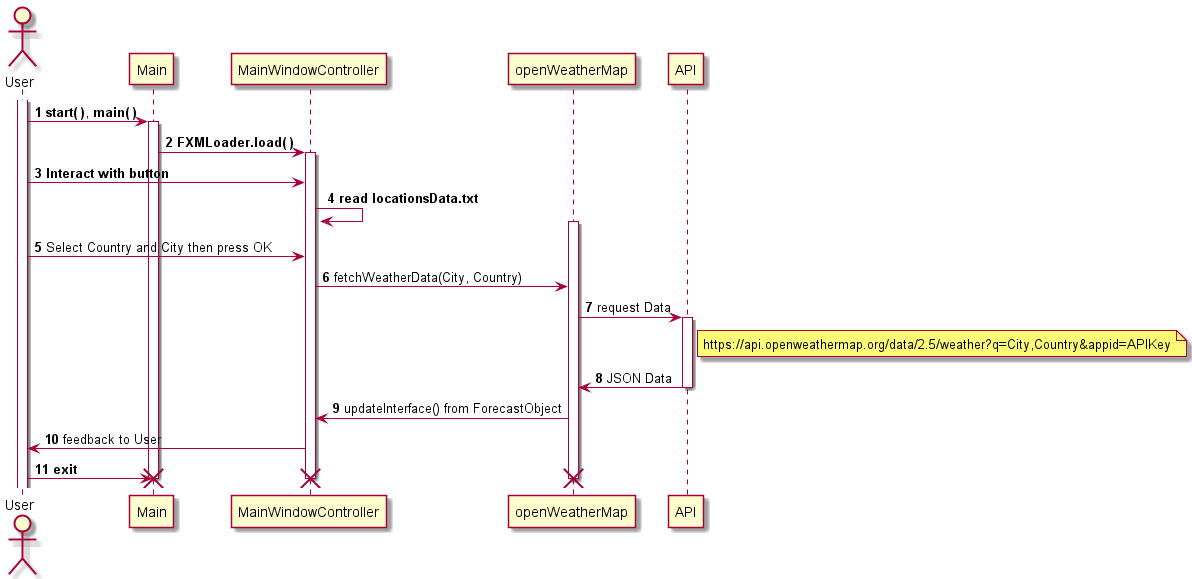 User
Main
MainWindowController
openWeatherMap
API
1 start(), main()
2 FXMLoader.load()
3 Interact with button
4 read locationsData.txt
5 Select Country and City then press OK
6 fetchWeatherData(City, Country)
7 request Data
https://api.openweathermap.org/data/2.5/weather?q=City,Country&appid=APIKey
8 JSON Data
9 updateInterface() from ForecastObject
10 feedback to User
11 exit
User
Main
MainWindowController
openWeatherMap
API